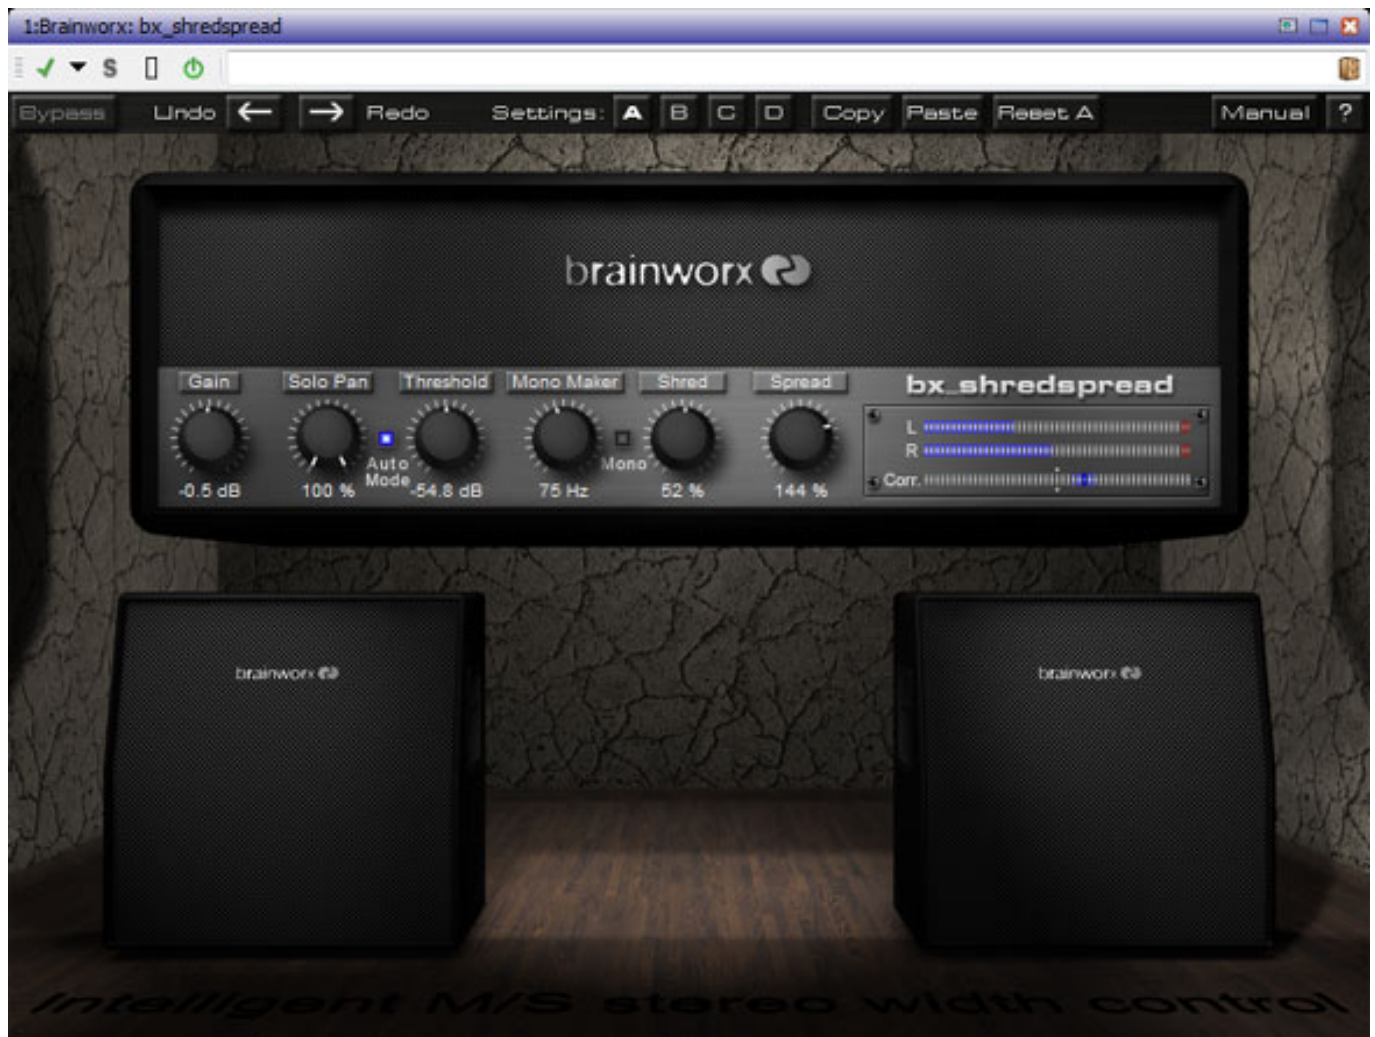 1:Brainworx: bx_shredspread
S
Bypass Undo ← → Redo Settings: A B C D Copy Paste Reset A Manual ?
brainworx
Gain Solo Pan Threshold Mono Maker Shred Spread bx_shredspread
L
R
Auto Mode
Mono
Corr.
-0.5 dB 100 % -54.8 dB 75 Hz 52 % 144 %
brainworx brainworx
Intelligent M/S stereo width control